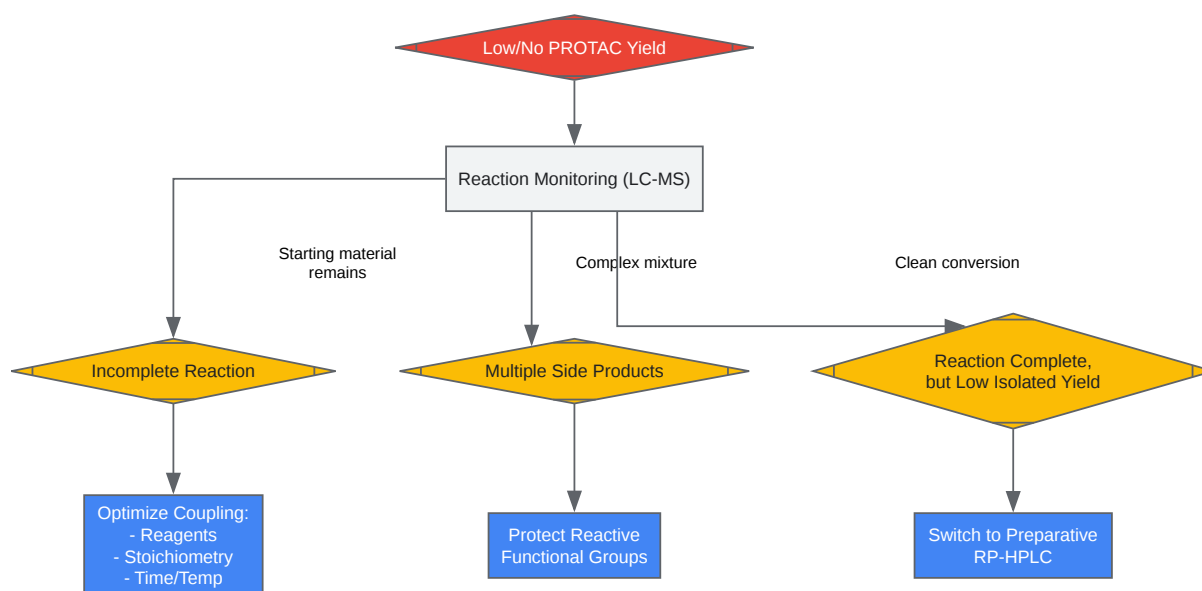 Low/No PROTAC Yield
Reaction Monitoring (LC-MS)
Starting material
remains
Complex mixture
Clean conversion
Incomplete Reaction
Multiple Side Products
Reaction Complete,
but Low Isolated Yield
Optimize Coupling:
- Reagents
- Stoichiometry
- Time/Temp
Protect Reactive
Functional Groups
Switch to Preparative
RP-HPLC